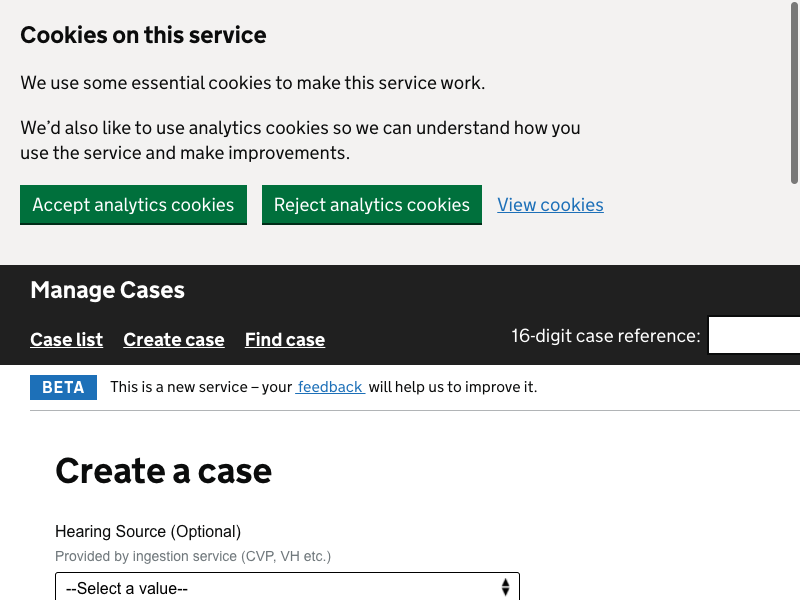 Cookies on this service
We use some essential cookies to make this service work.
We’d also like to use analytics cookies so we can understand how you
use the service and make improvements.
Accept analytics cookies Reject analytics cookies View cookies
Manage Cases
Case list Create case Find case 16-digit case reference:
BETA This is a new service – your feedback will help us to improve it.
Create a case
Hearing Source (Optional)
Provided by ingestion service (CVP, VH etc.)
--Select a value--